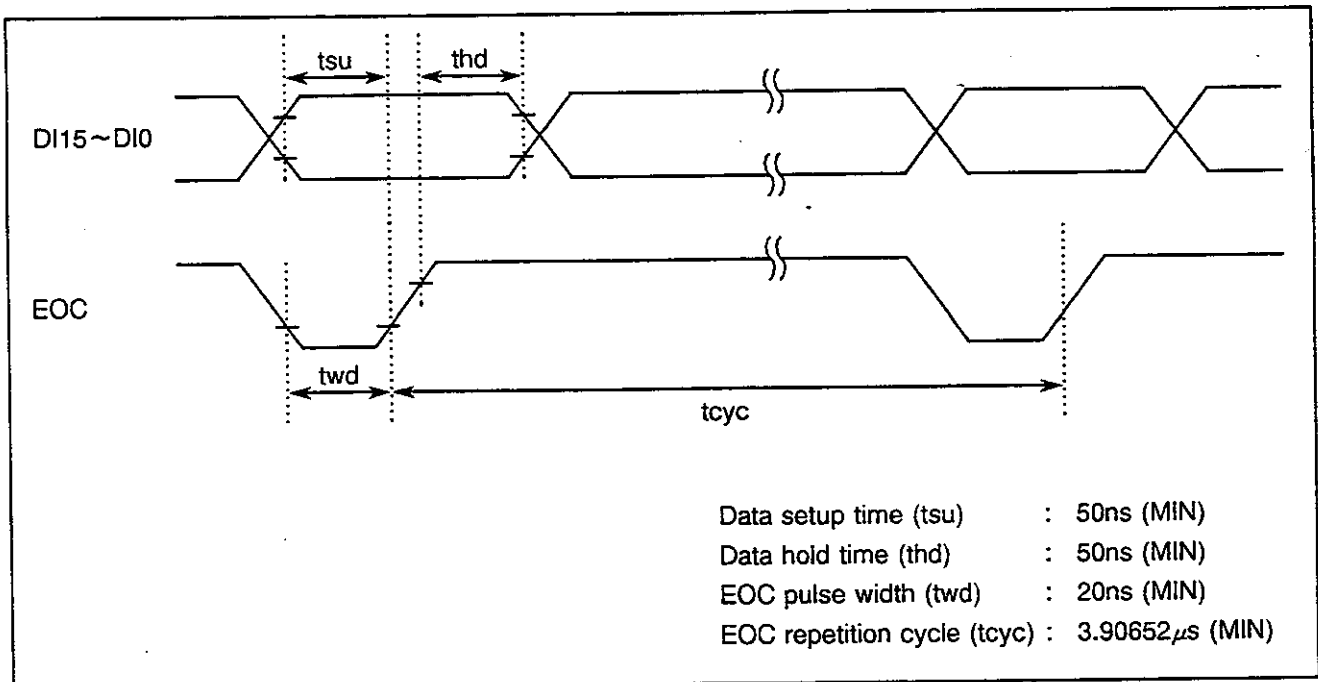 tsu
thd
DI15~DI0
EOC
twd
tcyc
Data setup time (tsu) : 50ns (MIN)
Data hold time (thd) : 50ns (MIN)
EOC pulse width (twd) : 20ns (MIN)
EOC repetition cycle (tcyc) : 3.90652μs (MIN)